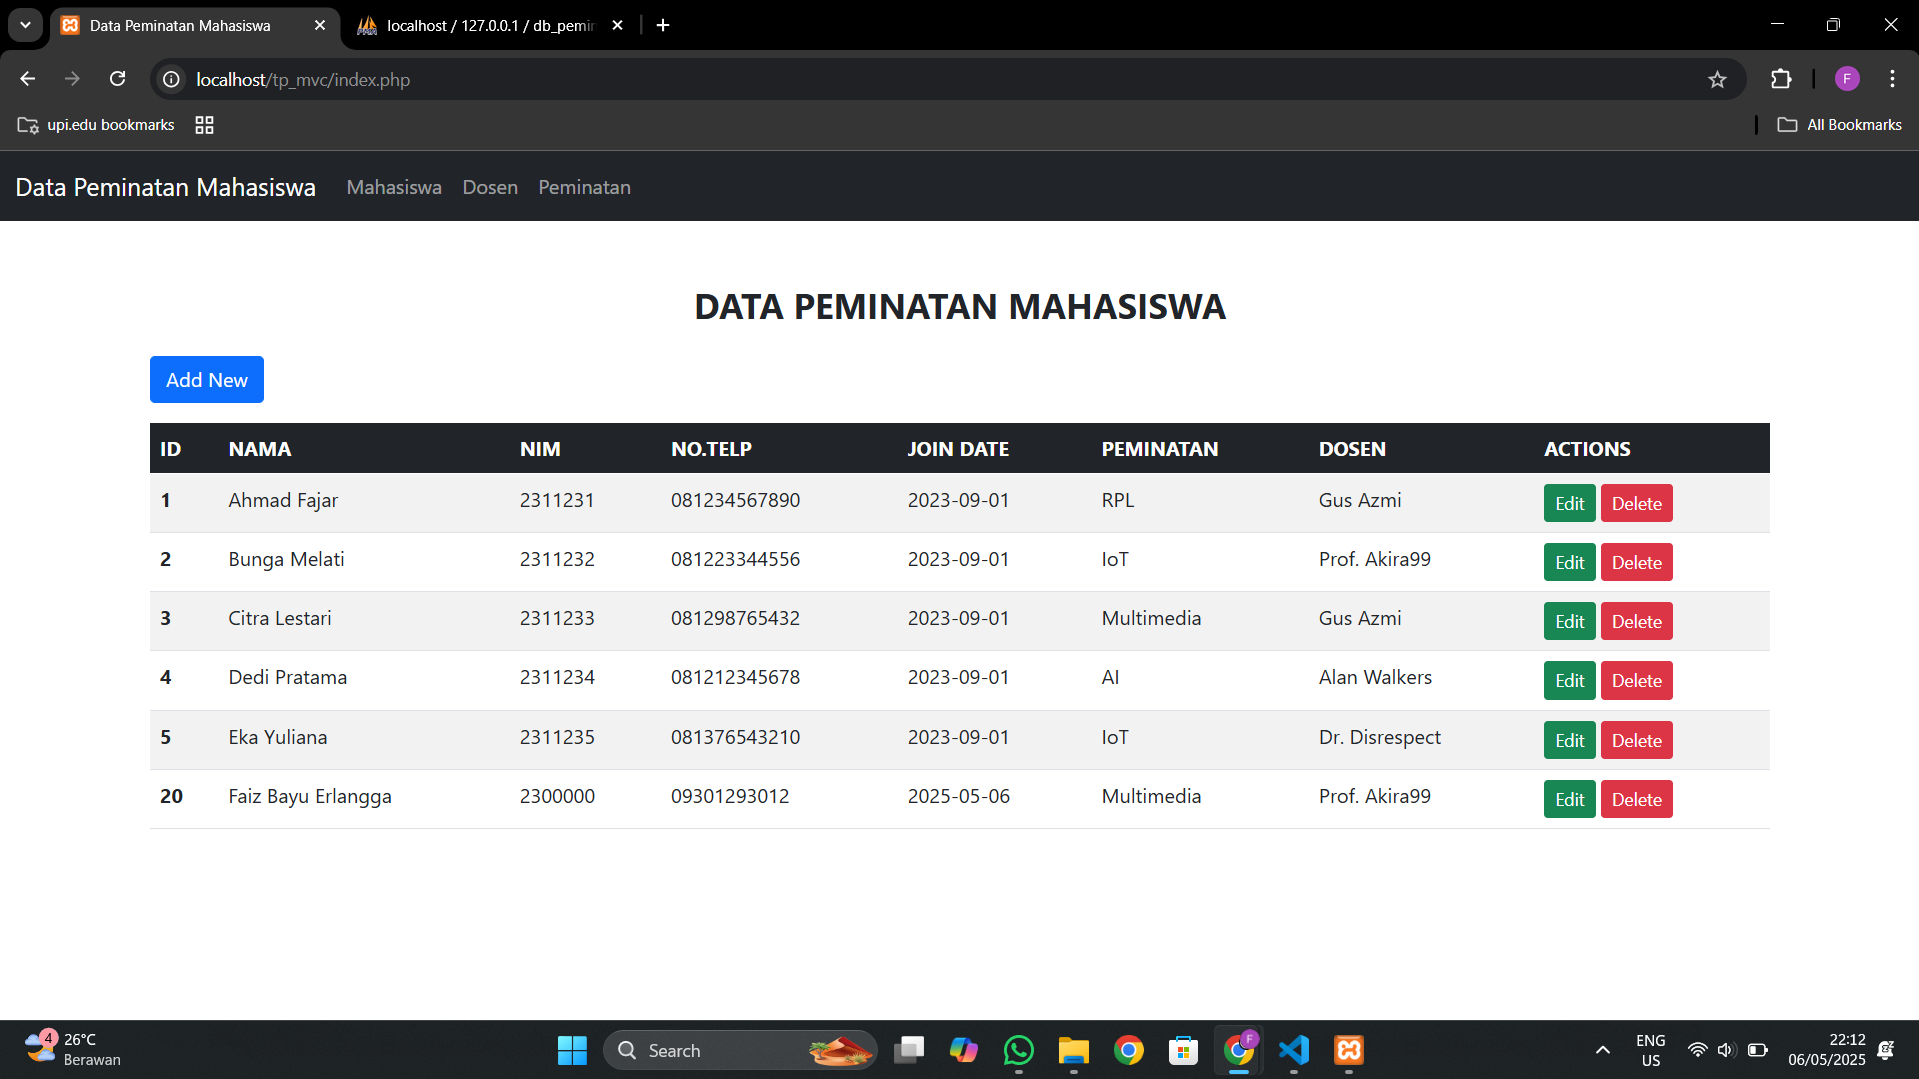 Data Peminatan Mahasiswa
localhost / 127.0.0.1 / db_pemin
localhost/tp_mvc/index.php
F
upi.edu bookmarks
All Bookmarks
Data Peminatan Mahasiswa Mahasiswa Dosen Peminatan
DATA PEMINATAN MAHASISWA
Add New
ID NAMA NIM NO.TELP JOIN DATE PEMINATAN DOSEN ACTIONS
1 Ahmad Fajar 2311231 081234567890 2023-09-01 RPL Gus Azmi Edit Delete
2 Bunga Melati 2311232 081223344556 2023-09-01 IoT Prof. Akira99 Edit Delete
3 Citra Lestari 2311233 081298765432 2023-09-01 Multimedia Gus Azmi Edit Delete
4 Dedi Pratama 2311234 081212345678 2023-09-01 AI Alan Walkers Edit Delete
5 Eka Yuliana 2311235 081376543210 2023-09-01 IoT Dr. Disrespect Edit Delete
20 Faiz Bayu Erlangga 2300000 09301293012 2025-05-06 Multimedia Prof. Akira99 Edit Delete
4
26°C
Berawan
Search
F
ENG
US
22:12
06/05/2025